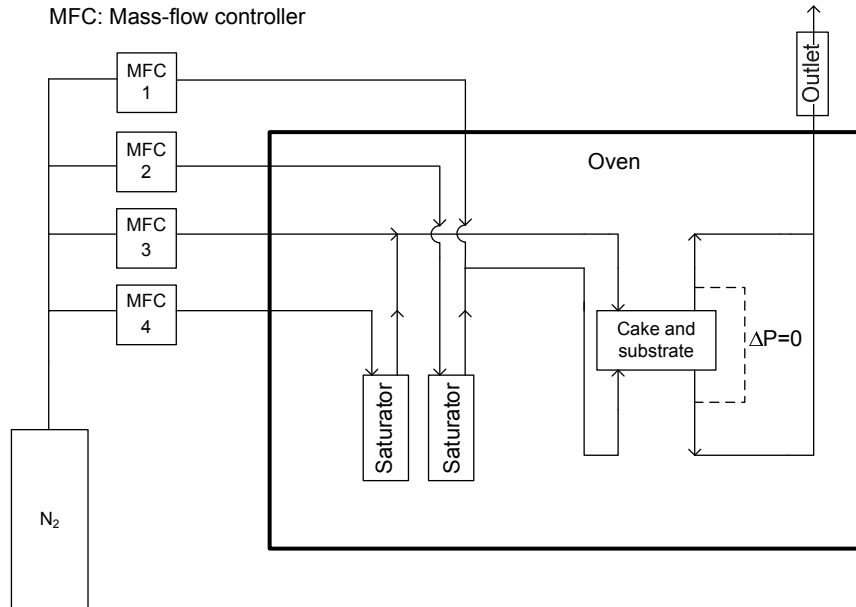 MFC: Mass-flow controller
MFC
1
MFC
2
MFC
3
MFC
4
Outlet
Oven
Cake and
substrate
ΔP=0
Saturator
Saturator
N₂